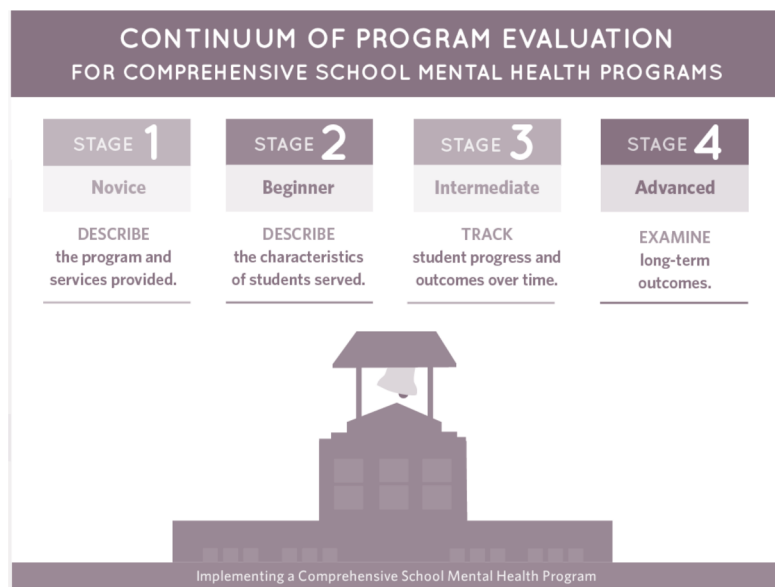 CONTINUUM OF PROGRAM EVALUATION
FOR COMPREHENSIVE SCHOOL MENTAL HEALTH PROGRAMS
STAGE 1
Novice
DESCRIBE
the program and
services provided.
STAGE 2
Beginner
DESCRIBE
the characteristics
of students served.
STAGE 3
Intermediate
TRACK
student progress and
outcomes over time.
STAGE 4
Advanced
EXAMINE
long-term
outcomes.
Implementing a Comprehensive School Mental Health Program